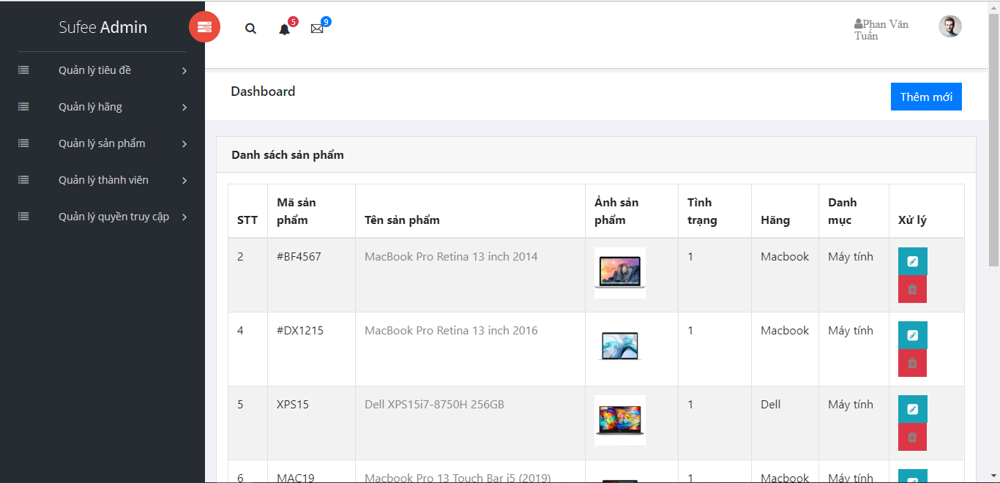 Sufee Admin
5
9
Phan Văn
Tuấn
Quản lý tiêu đề
Quản lý hãng
Quản lý sản phẩm
Quản lý thành viên
Quản lý quyền truy cập
Dashboard
Thêm mới
Danh sách sản phẩm
STT Mã sản phẩm Tên sản phẩm Ảnh sản phẩm Tình trạng Hãng Danh mục Xử lý
2 #BF4567 MacBook Pro Retina 13 inch 2014 1 Macbook Máy tính
4 #DX1215 MacBook Pro Retina 13 inch 2016 1 Macbook Máy tính
5 XPS15 Dell XPS15i7-8750H 256GB 1 Dell Máy tính
6 MAC19 Macbook Pro 13 Touch Bar i5 (2019) 1 Macbook Máy tính